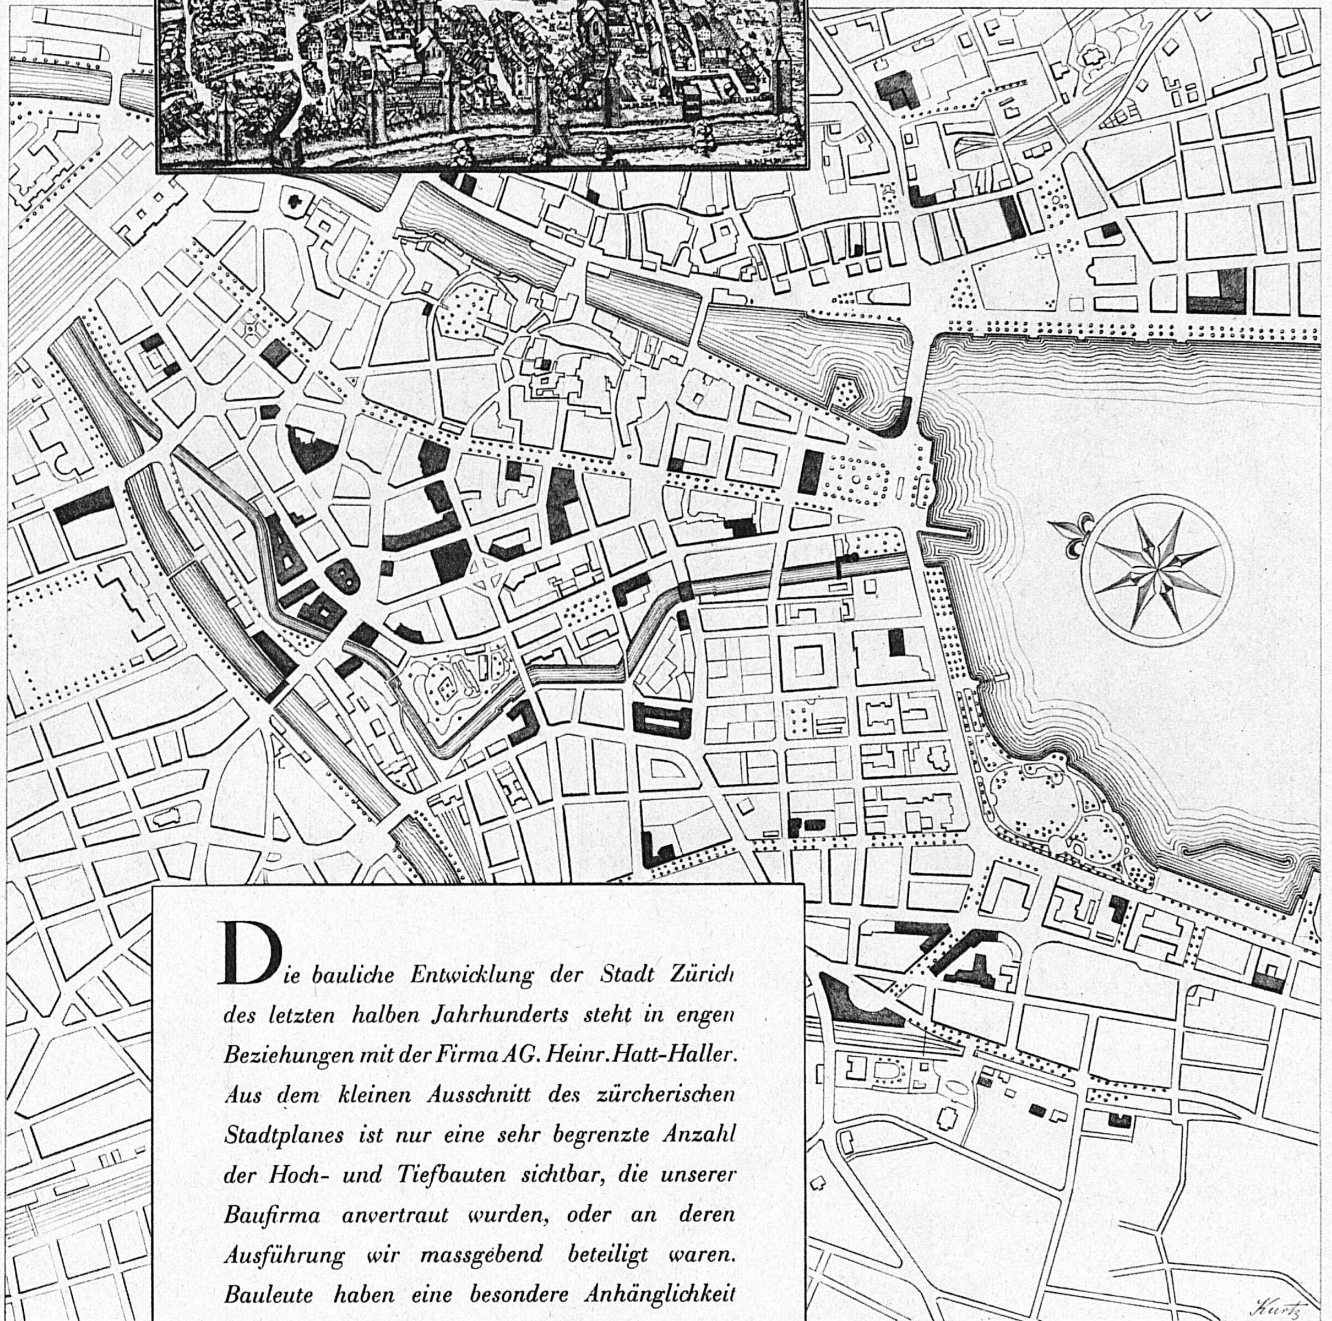 Die bauliche Entwicklung der Stadt Zürich
des letzten halben Jahrhunderts steht in engen
Beziehungen mit der Firma AG. Heinr. Hatt-Haller.
Aus dem kleinen Ausschnitt des zürcherischen
Stadtplanes ist nur eine sehr begrenzte Anzahl
der Hoch- und Tiefbauten sichtbar, die unserer
Baufirma anvertraut wurden, oder an deren
Ausführung wir massgebend beteiligt waren.
Bauleute haben eine besondere Anhänglichkeit
Kurtz